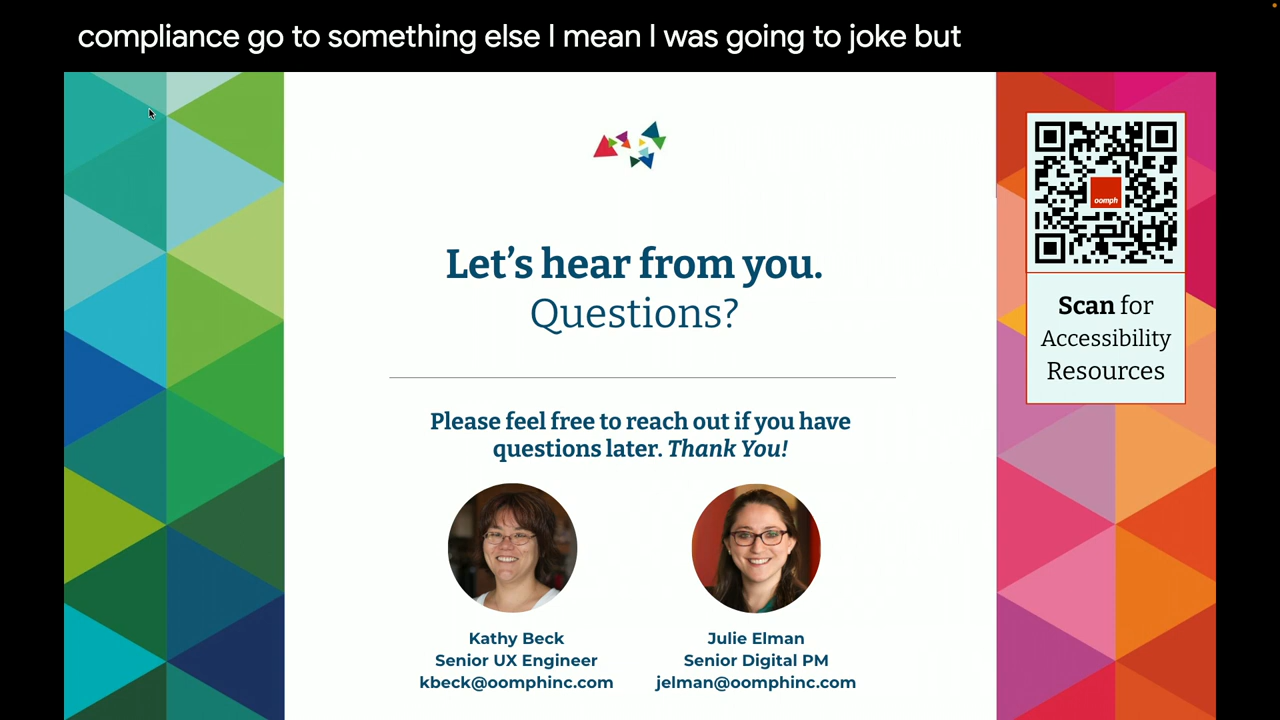 compliance go to something else I mean I was going to joke but
Let's hear from you.
Questions?
Please feel free to reach out if you have
questions later. Thank You!
Kathy Beck
Senior UX Engineer
kbeck@oomphinc.com
Julie Elman
Senior Digital PM
jelman@oomphinc.com
oomph
Scan for
Accessibility
Resources